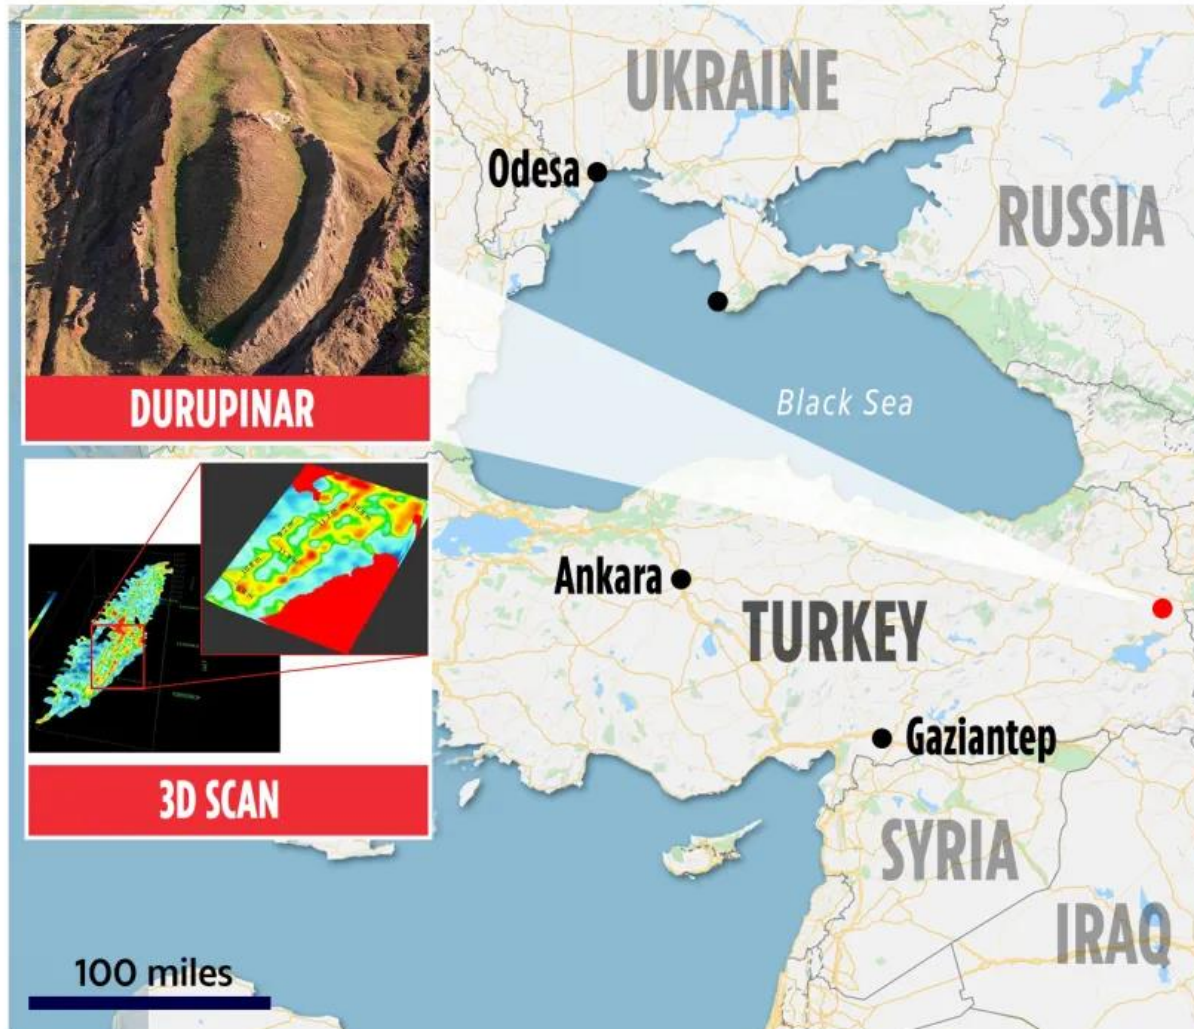 UKRAINE
Odesa
RUSSIA
DURUPINAR
Black Sea
Ankara
TURKEY
Gaziantep
3D SCAN
SYRIA
IRAQ
100 miles